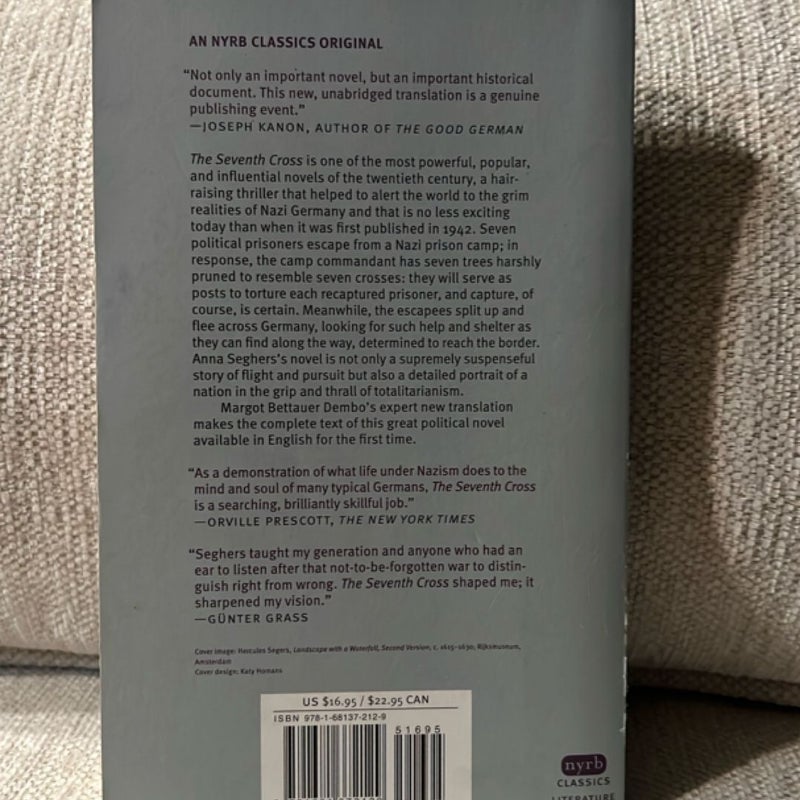 AN NYRB CLASSICS ORIGINAL
“Not only an important novel, but an important historical
document. This new, unabridged translation is a genuine
publishing event.”
—JOSEPH KANON, AUTHOR OF THE GOOD GERMAN
The Seventh Cross is one of the most powerful, popular,
and influential novels of the twentieth century, a hair-
raising thriller that helped to alert the world to the grim
realities of Nazi Germany and that is no less exciting
today than when it was first published in 1942. Seven
political prisoners escape from a Nazi prison camp; in
response, the camp commandant has seven trees harshly
pruned to resemble seven crosses: they will serve as
posts to torture each recaptured prisoner, and capture, of
course, is certain. Meanwhile, the escapees split up and
flee across Germany, looking for such help and shelter as
they can find along the way, determined to reach the border.
Anna Seghers’s novel is not only a supremely suspenseful
story of flight and pursuit but also a detailed portrait of a
nation in the grip and thrall of totalitarianism.
Margot Bettauer Dembo’s expert new translation
makes the complete text of this great political novel
available in English for the first time.
“As a demonstration of what life under Nazism does to the
mind and soul of many typical Germans, The Seventh Cross
is a searching, brilliantly skillful job.”
—ORVILLE PRESCOTT, THE NEW YORK TIMES
“Seghers taught my generation and anyone who had an
ear to listen after that not-to-be-forgotten war to distin-
guish right from wrong. The Seventh Cross shaped me; it
sharpened my vision.”
—GÜNTER GRASS
Cover image: Hercules Segers, Landscape with a Waterfall, Second Version, c. 1615–1630; Rijksmuseum,
Amsterdam
Cover design: Katy Homans
US $16.95 / $22.95 CAN
ISBN 978-1-68137-212-9
51695
nyrb
CLASSICS
LITERATURE